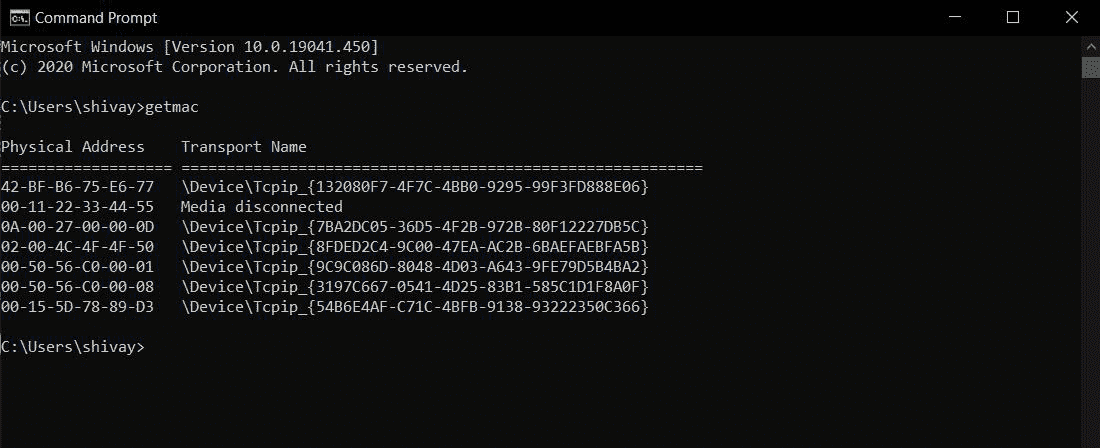 Command Prompt
Microsoft Windows [Version 10.0.19041.450]
(c) 2020 Microsoft Corporation. All rights reserved.
C:\Users\shivay>getmac
Physical Address    Transport Name
=================== ==========================================================
42-BF-B6-75-E6-77   \Device\Tcpip_{132080F7-4F7C-4BB0-9295-99F3FD888E06}
00-11-22-33-44-55   Media disconnected
0A-00-27-00-00-0D   \Device\Tcpip_{7BA2DC05-36D5-4F2B-972B-80F12227DB5C}
02-00-4C-4F-4F-50   \Device\Tcpip_{8FDED2C4-9C00-47EA-AC2B-6BAEFAEBFA5B}
00-50-56-C0-00-01   \Device\Tcpip_{9C9C086D-8048-4D03-A643-9FE79D5B4BA2}
00-50-56-C0-00-08   \Device\Tcpip_{3197C667-0541-4D25-83B1-585C1D1F8A0F}
00-15-5D-78-89-D3   \Device\Tcpip_{54B6E4AF-C71C-4BFB-9138-93222350C366}
C:\Users\shivay>